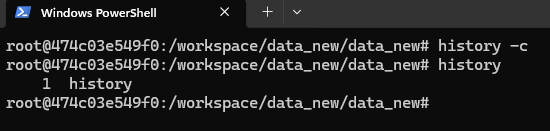 Windows PowerShell
root@474c03e549f0:/workspace/data_new/data_new# history -c
root@474c03e549f0:/workspace/data_new/data_new# history
    1  history
root@474c03e549f0:/workspace/data_new/data_new#